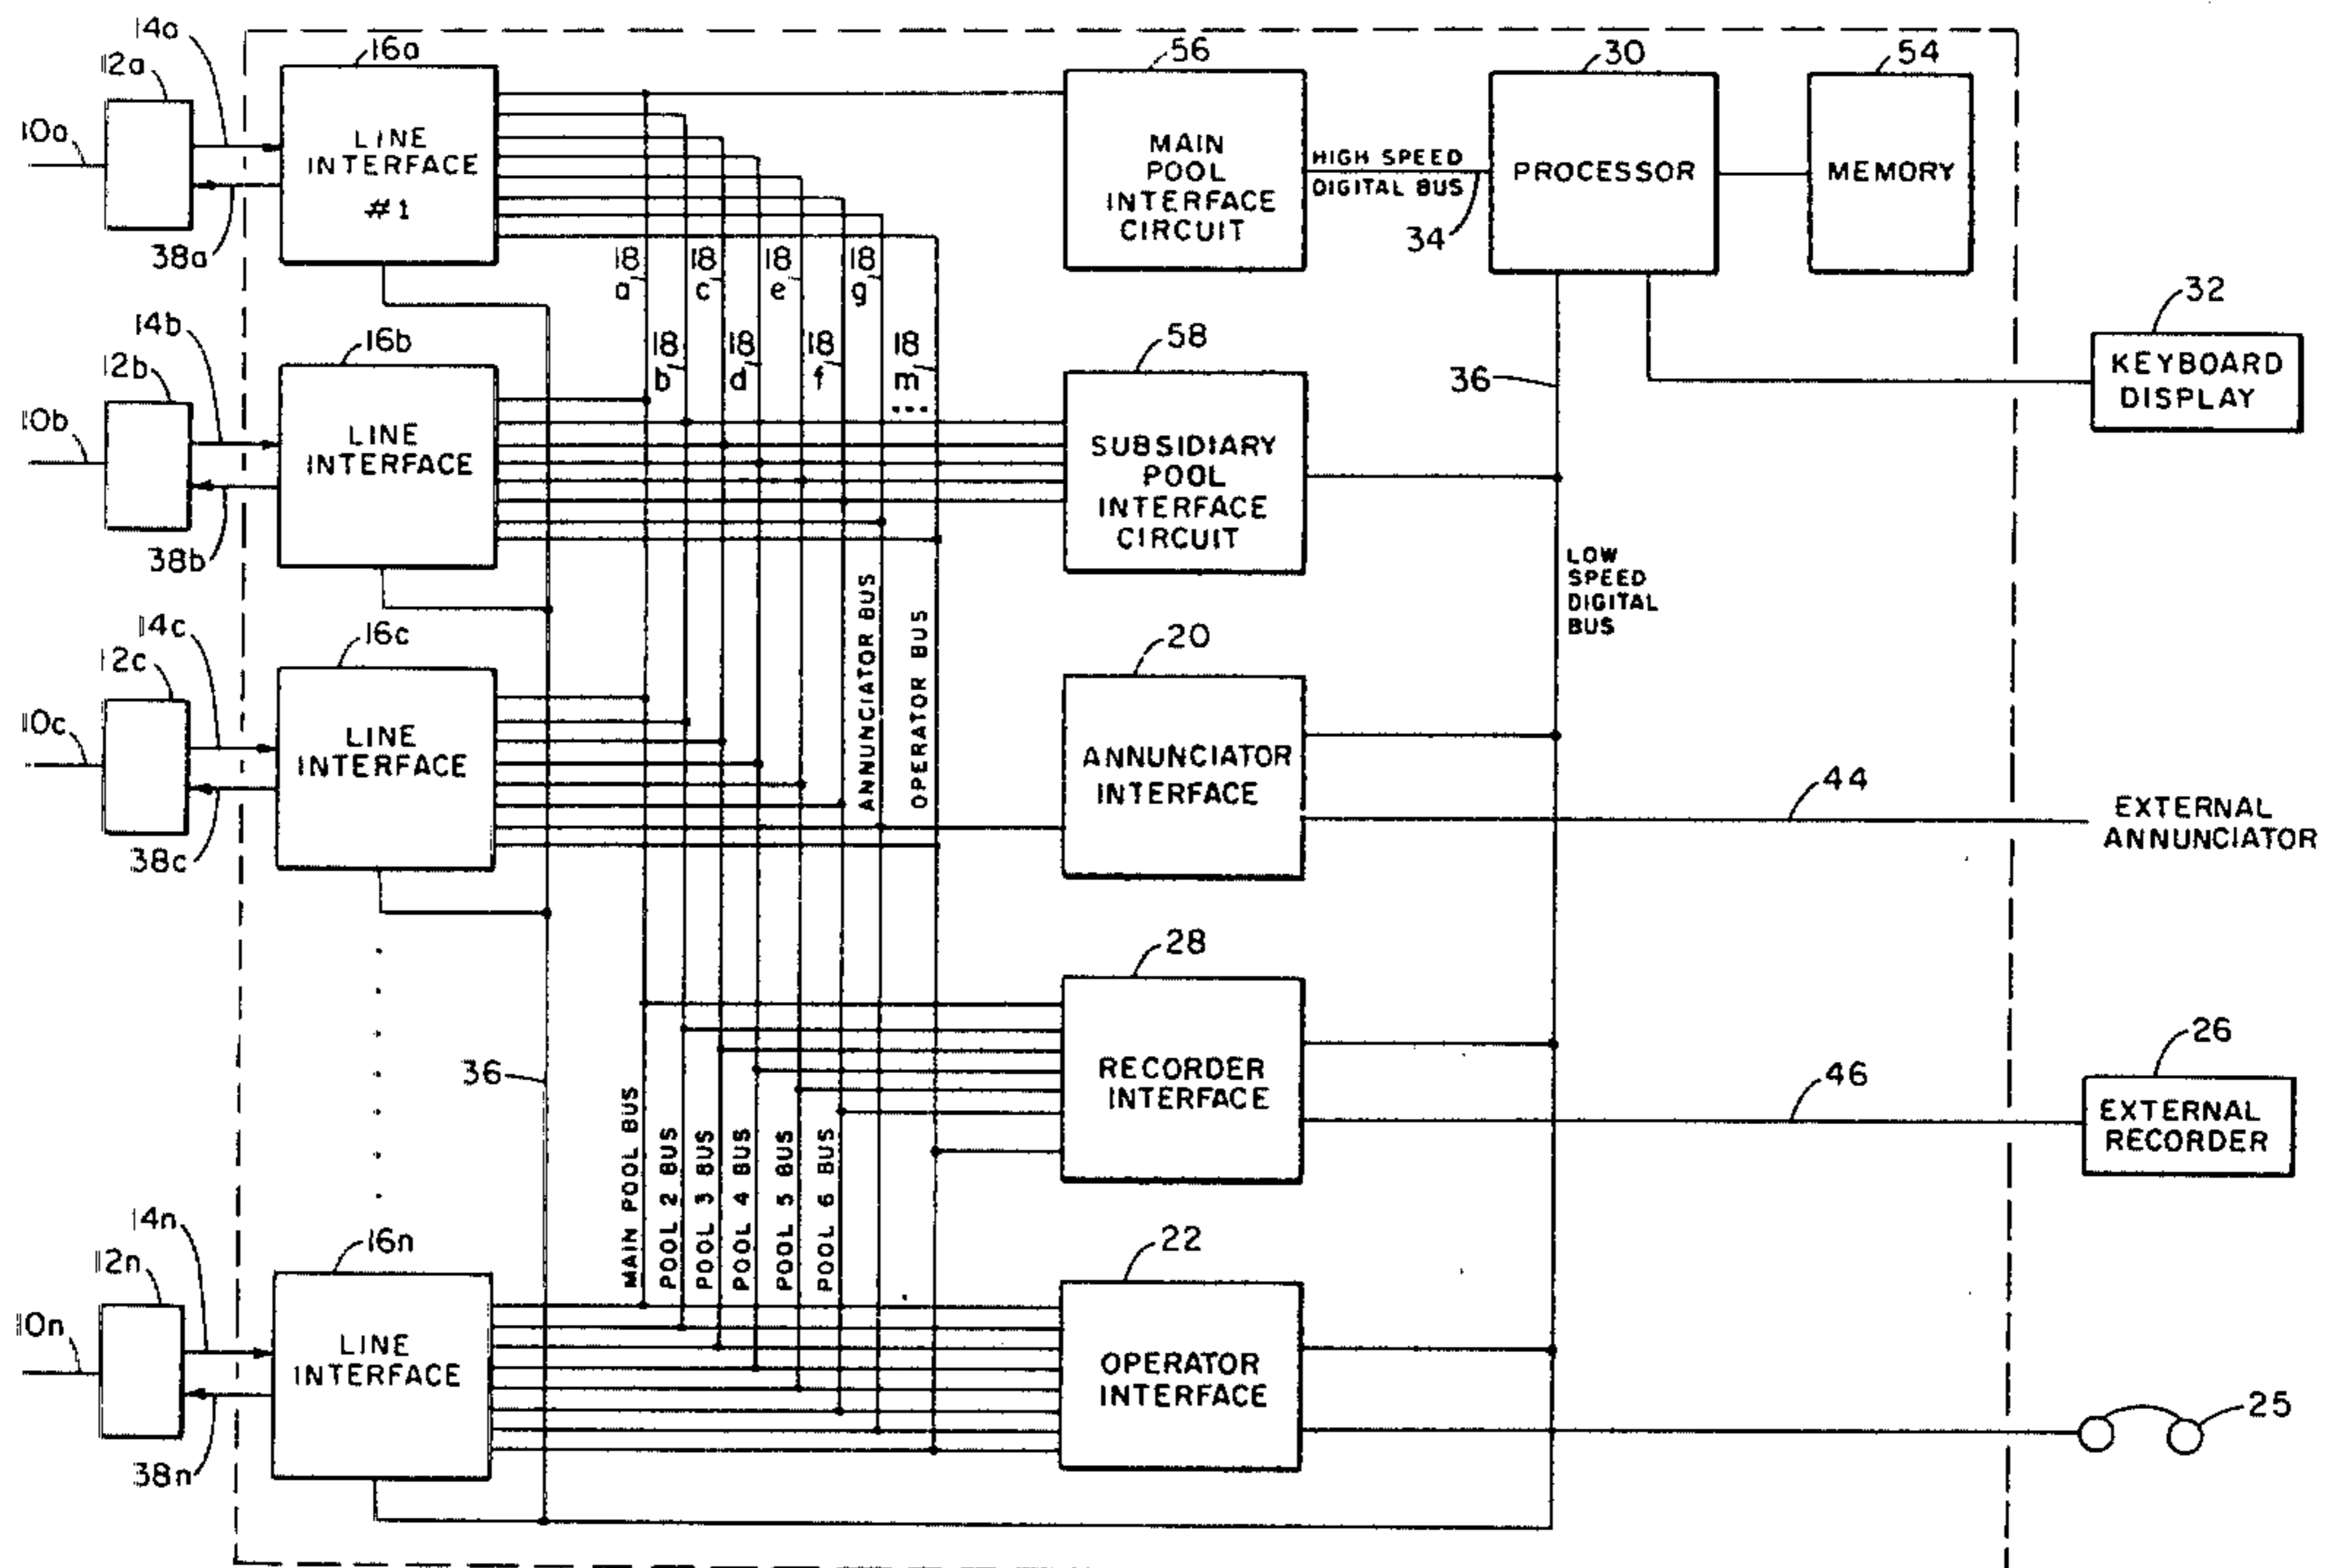 14a
12a
10a
38a
16a
LINE
INTERFACE
#1
56
MAIN
POOL
INTERFACE
CIRCUIT
HIGH SPEED
DIGITAL BUS
34
30
PROCESSOR
54
MEMORY
32
KEYBOARD
DISPLAY
18
a
18
c
18
e
18
g
18
b
18
d
18
f
18
m
...
14b
12b
10b
38b
16b
LINE
INTERFACE
58
SUBSIDIARY
POOL
INTERFACE
CIRCUIT
36
LOW
SPEED
DIGITAL
BUS
ANNUNCIATOR BUS
OPERATOR BUS
14c
12c
10c
38c
16c
LINE
INTERFACE
20
ANNUNCIATOR
INTERFACE
44
EXTERNAL
ANNUNCIATOR
36
28
RECORDER
INTERFACE
46
26
EXTERNAL
RECORDER
MAIN POOL BUS
POOL 2 BUS
POOL 3 BUS
POOL 4 BUS
POOL 5 BUS
POOL 6 BUS
14n
12n
10n
38n
16n
LINE
INTERFACE
22
OPERATOR
INTERFACE
25